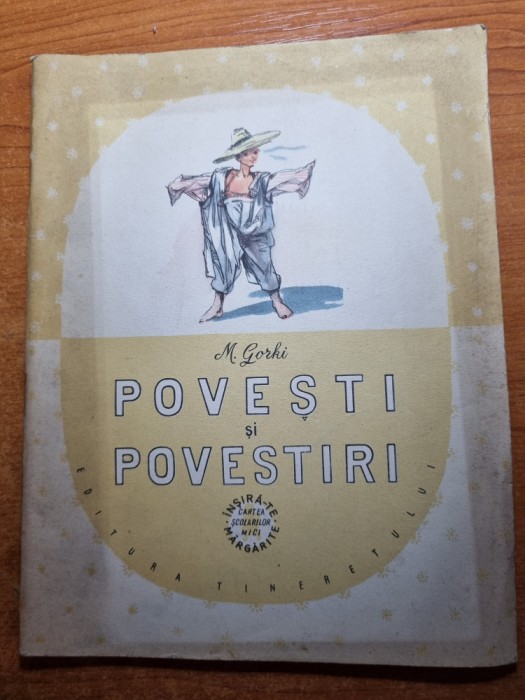 M. Gorki
POVEȘTI
și
POVESTIRI
ÎNȘIRĂ-TE
CARTEA
ȘCOLARILOR
MICI
MĂRGĂRITE
EDITURA TINERETULUI